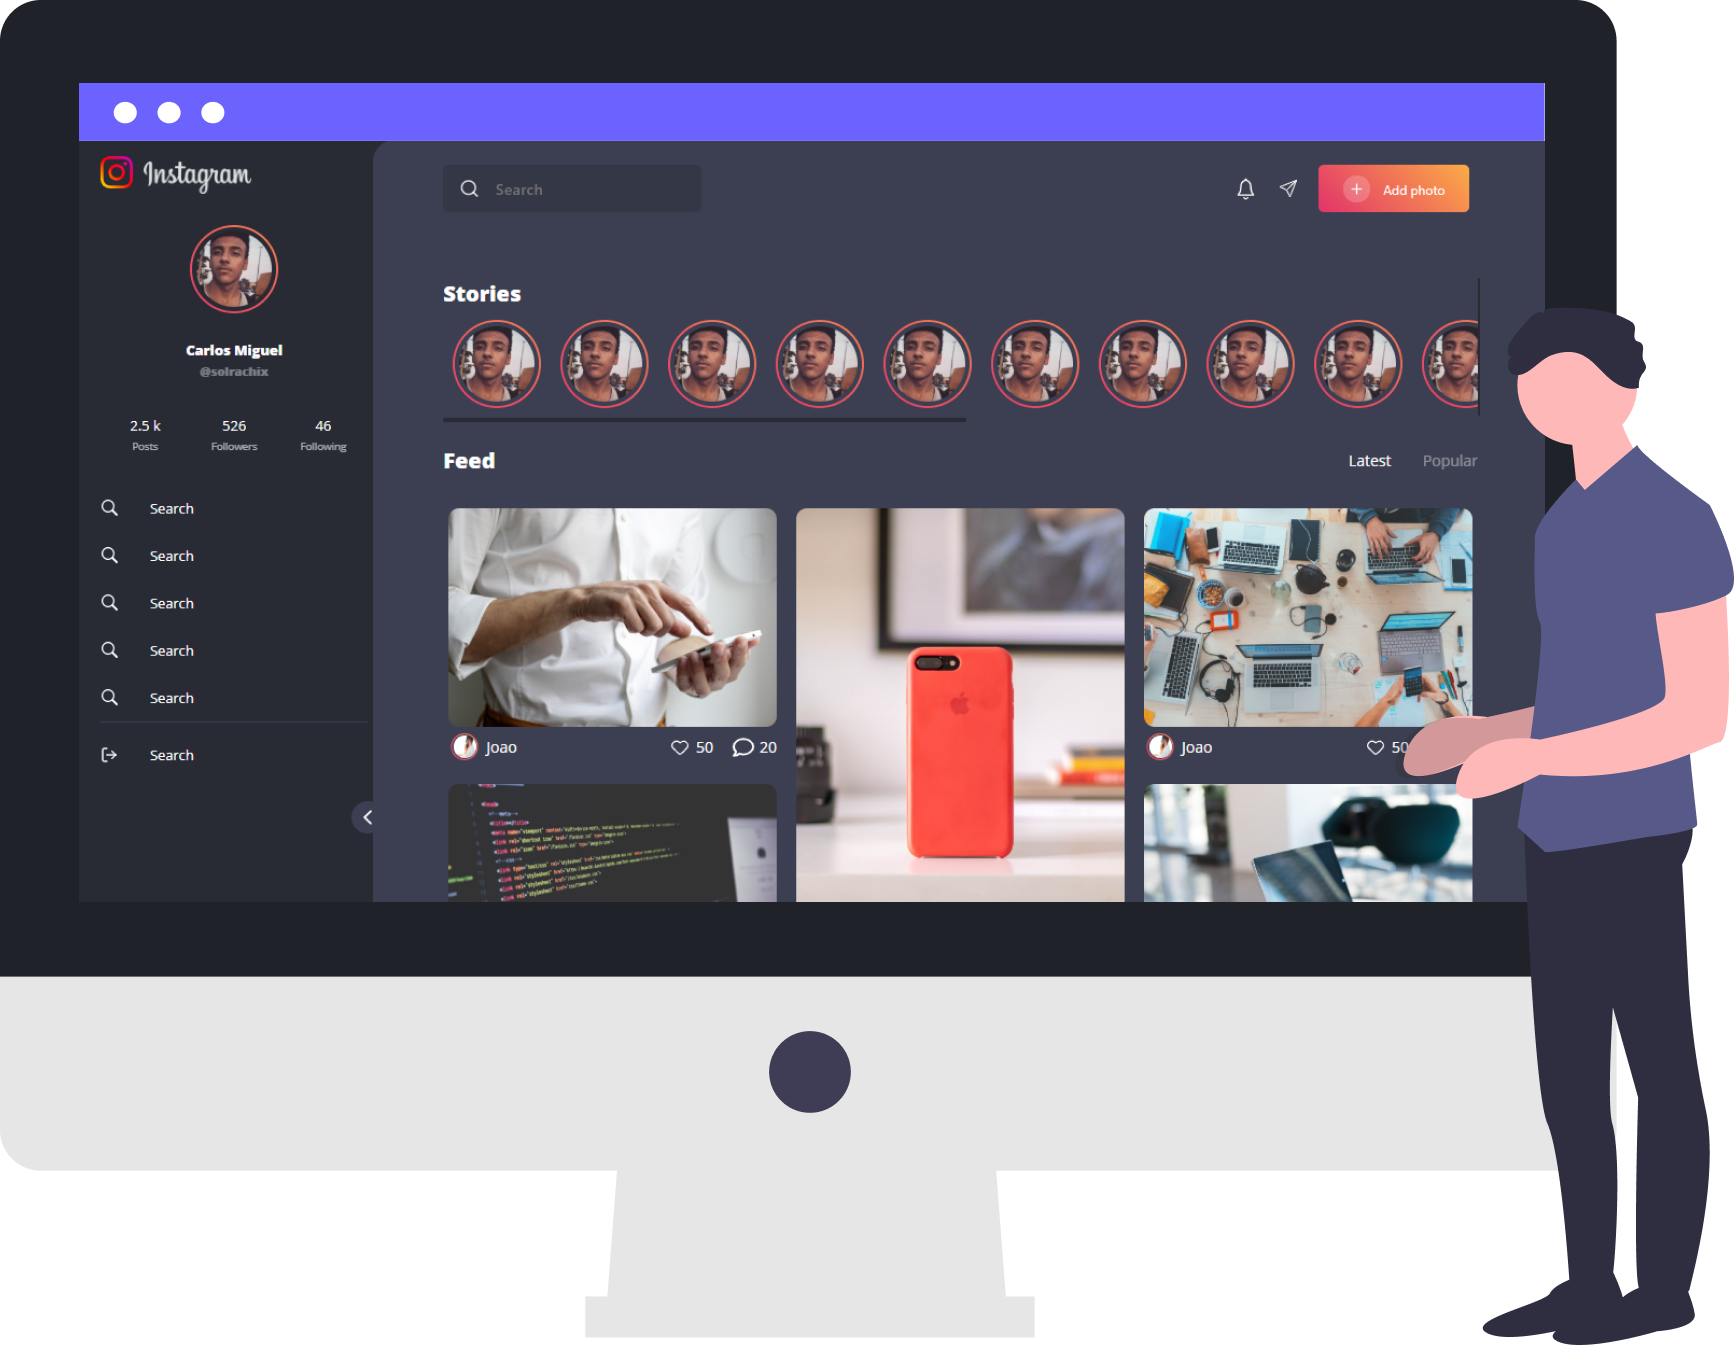 Instagram
Search
Add photo
Carlos Miguel
@solrachix
2.5 k
526
46
Posts
Followers
Following
Search
Search
Search
Search
Search
Search
Stories
Feed
Latest
Popular
Joao
50
20
Joao
50